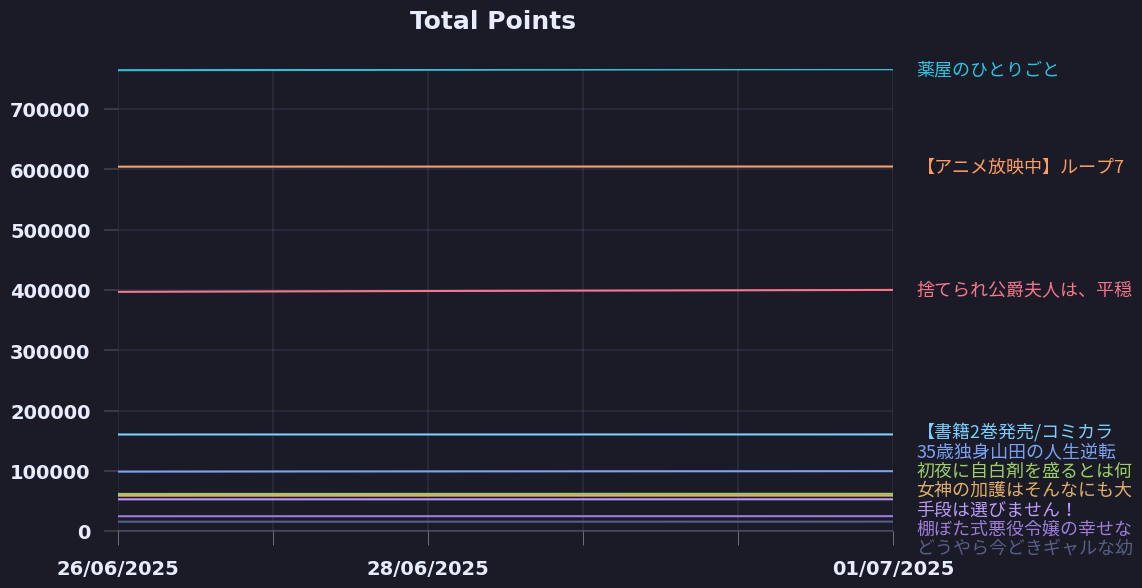 Total Points
700000
600000
500000
400000
300000
200000
100000
0
26/06/2025
28/06/2025
01/07/2025
薬屋のひとりごと
【アニメ放映中】ループ7
捨てられ公爵夫人は、平穏
【書籍2巻発売/コミカラ
35歳独身山田の人生逆転
初夜に自白剤を盛るとは何
女神の加護はそんなにも大
手段は選びません！
棚ぼた式悪役令嬢の幸せな
どうやら今どきギャルな幼